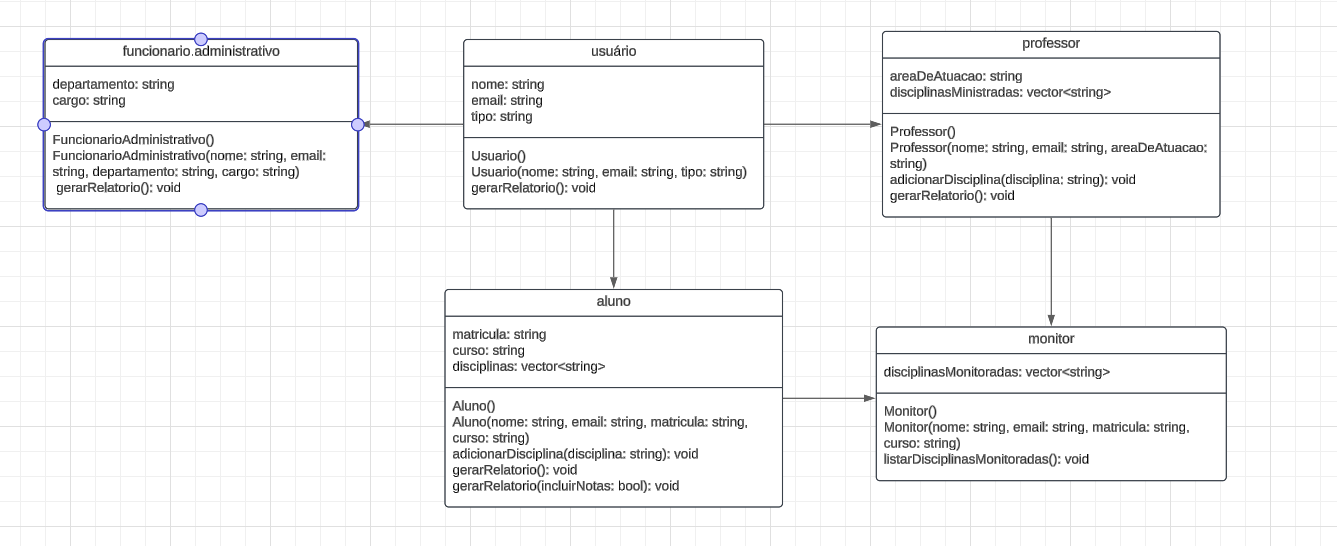 funcionario.administrativo
departamento: string
cargo: string
FuncionarioAdministrativo()
FuncionarioAdministrativo(nome: string, email:
string, departamento: string, cargo: string)
gerarRelatorio(): void
usuário
nome: string
email: string
tipo: string
Usuario()
Usuario(nome: string, email: string, tipo: string)
gerarRelatorio(): void
professor
areaDeAtuacao: string
disciplinasMinistradas: vector<string>
Professor()
Professor(nome: string, email: string, areaDeAtuacao:
string)
adicionarDisciplina(disciplina: string): void
gerarRelatorio(): void
aluno
matricula: string
curso: string
disciplinas: vector<string>
Aluno()
Aluno(nome: string, email: string, matricula: string,
curso: string)
adicionarDisciplina(disciplina: string): void
gerarRelatorio(): void
gerarRelatorio(incluirNotas: bool): void
monitor
disciplinasMonitoradas: vector<string>
Monitor()
Monitor(nome: string, email: string, matricula: string,
curso: string)
listarDisciplinasMonitoradas(): void